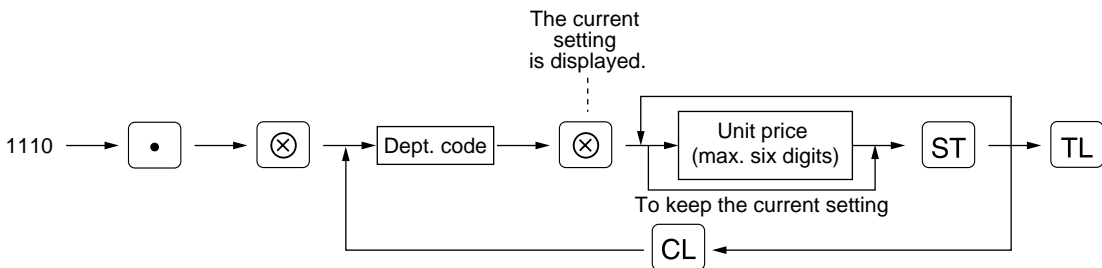 The current
setting
is displayed.
1110 • ⊗ Dept. code ⊗ Unit price
(max. six digits) ST TL
To keep the current setting
CL